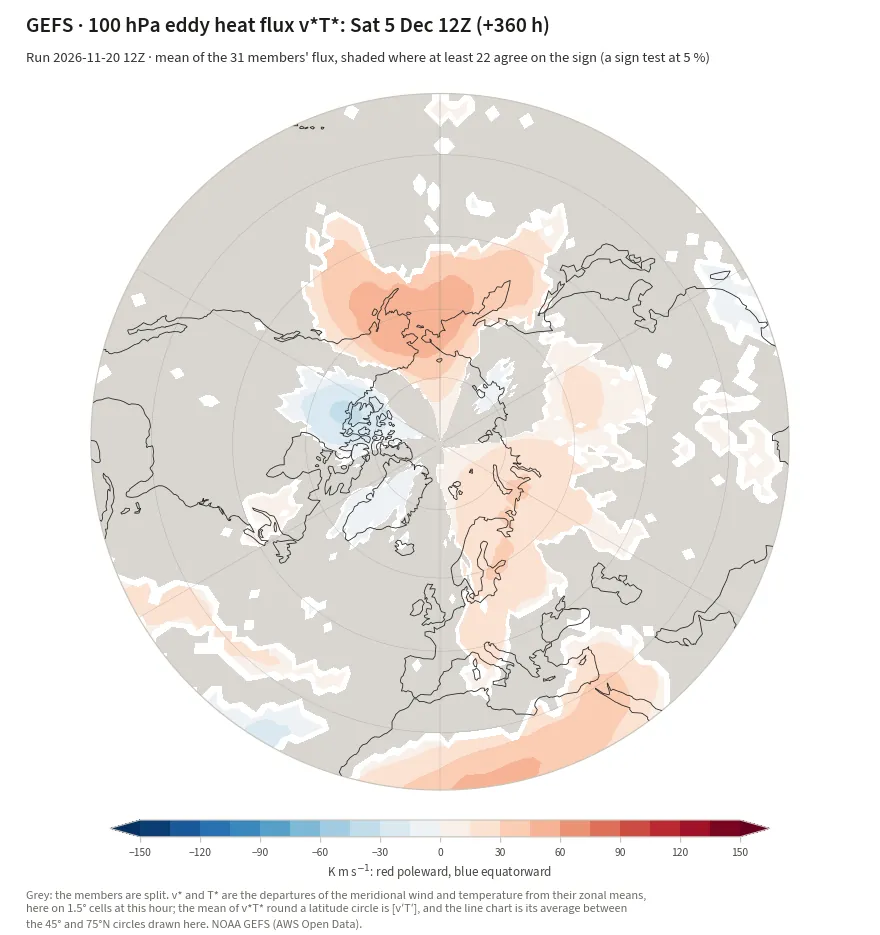 GEFS · 100 hPa eddy heat flux v*T*: Sat 5 Dec 12Z (+360 h)
Run 2026-11-20 12Z · mean of the 31 members' flux, shaded where at least 22 agree on the sign (a sign test at 5 %)
−150 −120 −90 −60 −30 0 30 60 90 120 150
K m s⁻¹: red poleward, blue equatorward
Grey: the members are split. v* and T* are the departures of the meridional wind and temperature from their zonal means,
here on 1.5° cells at this hour; the mean of v*T* round a latitude circle is [v'T'], and the line chart is its average between
the 45° and 75°N circles drawn here. NOAA GEFS (AWS Open Data).